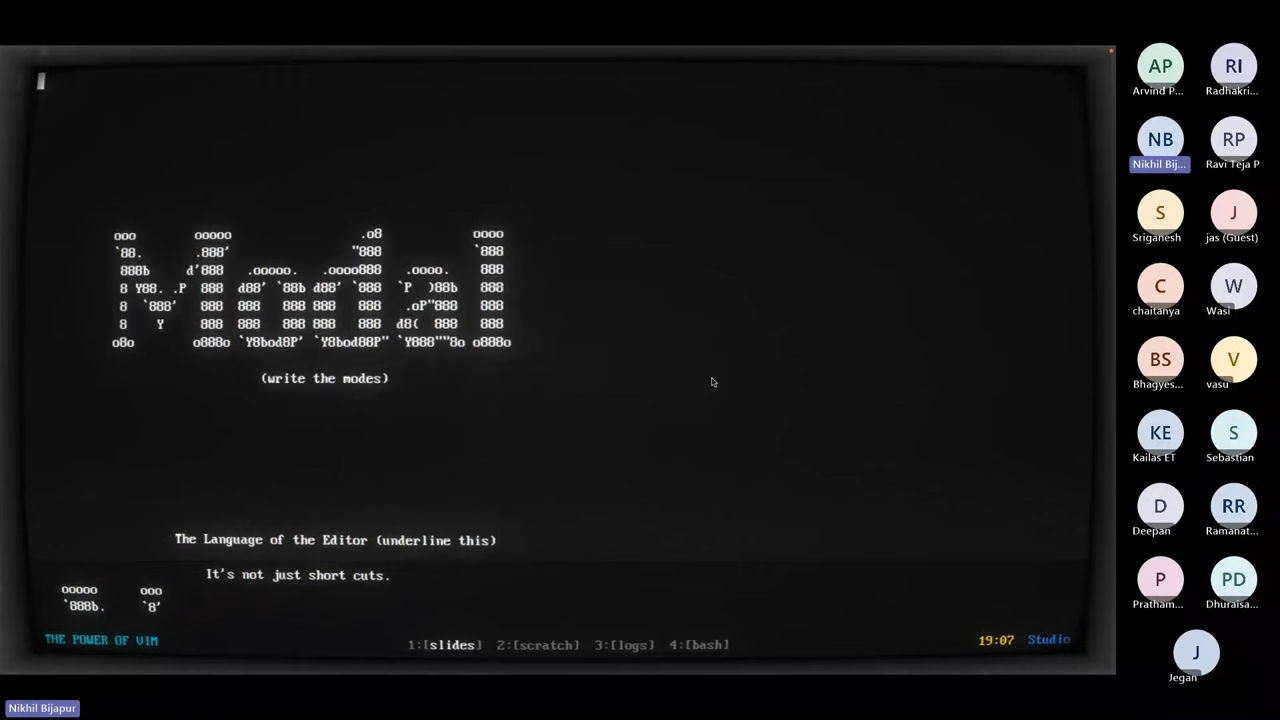 Modal
(write the modes)
The Language of the Editor (underline this)
It's not just short cuts.
THE POWER OF VIM
1:[slides] 2:[scratch] 3:[logs] 4:[bash]
19:07 Studio
AP
Arvind P...
RI
Radhakri...
NB
Nikhil Bij...
RP
Ravi Teja P
S
Sriganesh
J
jas (Guest)
C
chaitanya
W
Wasi
BS
Bhagyes...
V
vasu
KE
Kailas ET
S
Sebastian
D
Deepan
RR
Ramanat...
P
Pratham...
PD
Dhuraisa...
J
Jegan
Nikhil Bijapur